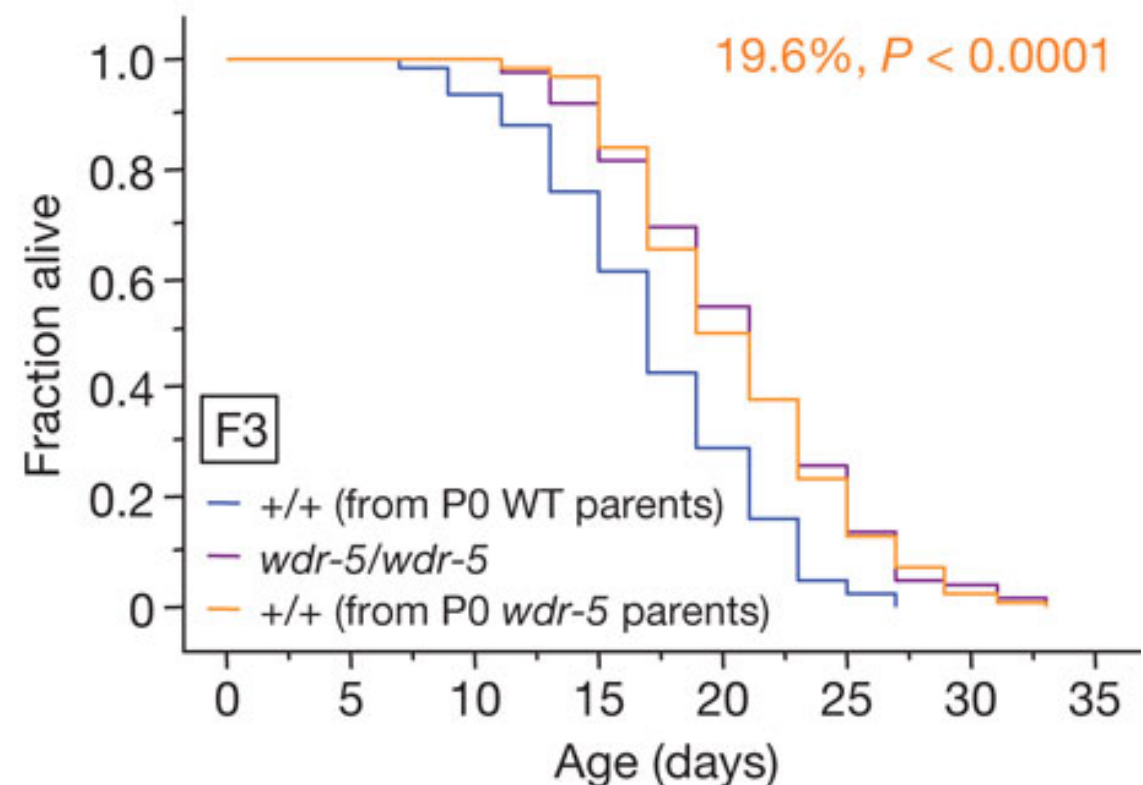 19.6%, P < 0.0001
Fraction alive
1.0
0.8
0.6
0.4
0.2
0
F3
+/+ (from P0 WT parents)
wdr-5/wdr-5
+/+ (from P0 wdr-5 parents)
0 5 10 15 20 25 30 35
Age (days)